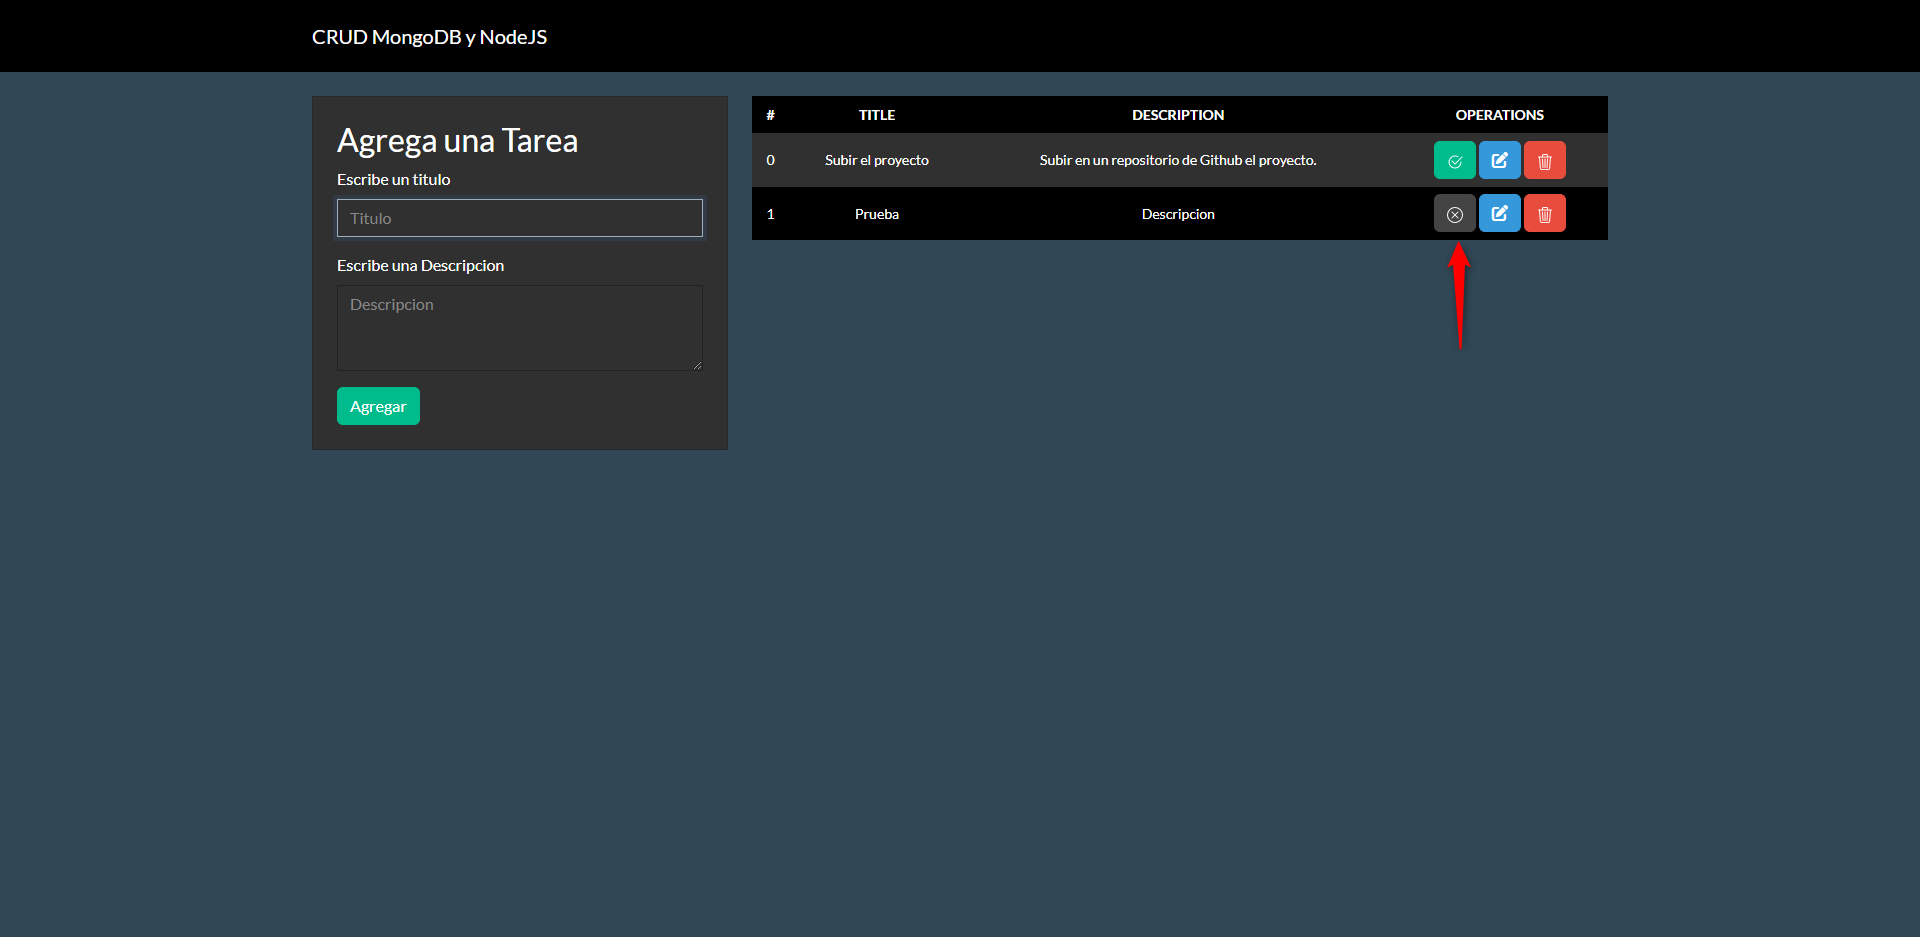 CRUD MongoDB y NodeJS
Agrega una Tarea
Escribe un titulo
Titulo
Escribe una Descripcion
Descripcion
Agregar
# TITLE DESCRIPTION OPERATIONS
0 Subir el proyecto Subir en un repositorio de Github el proyecto.
1 Prueba Descripcion